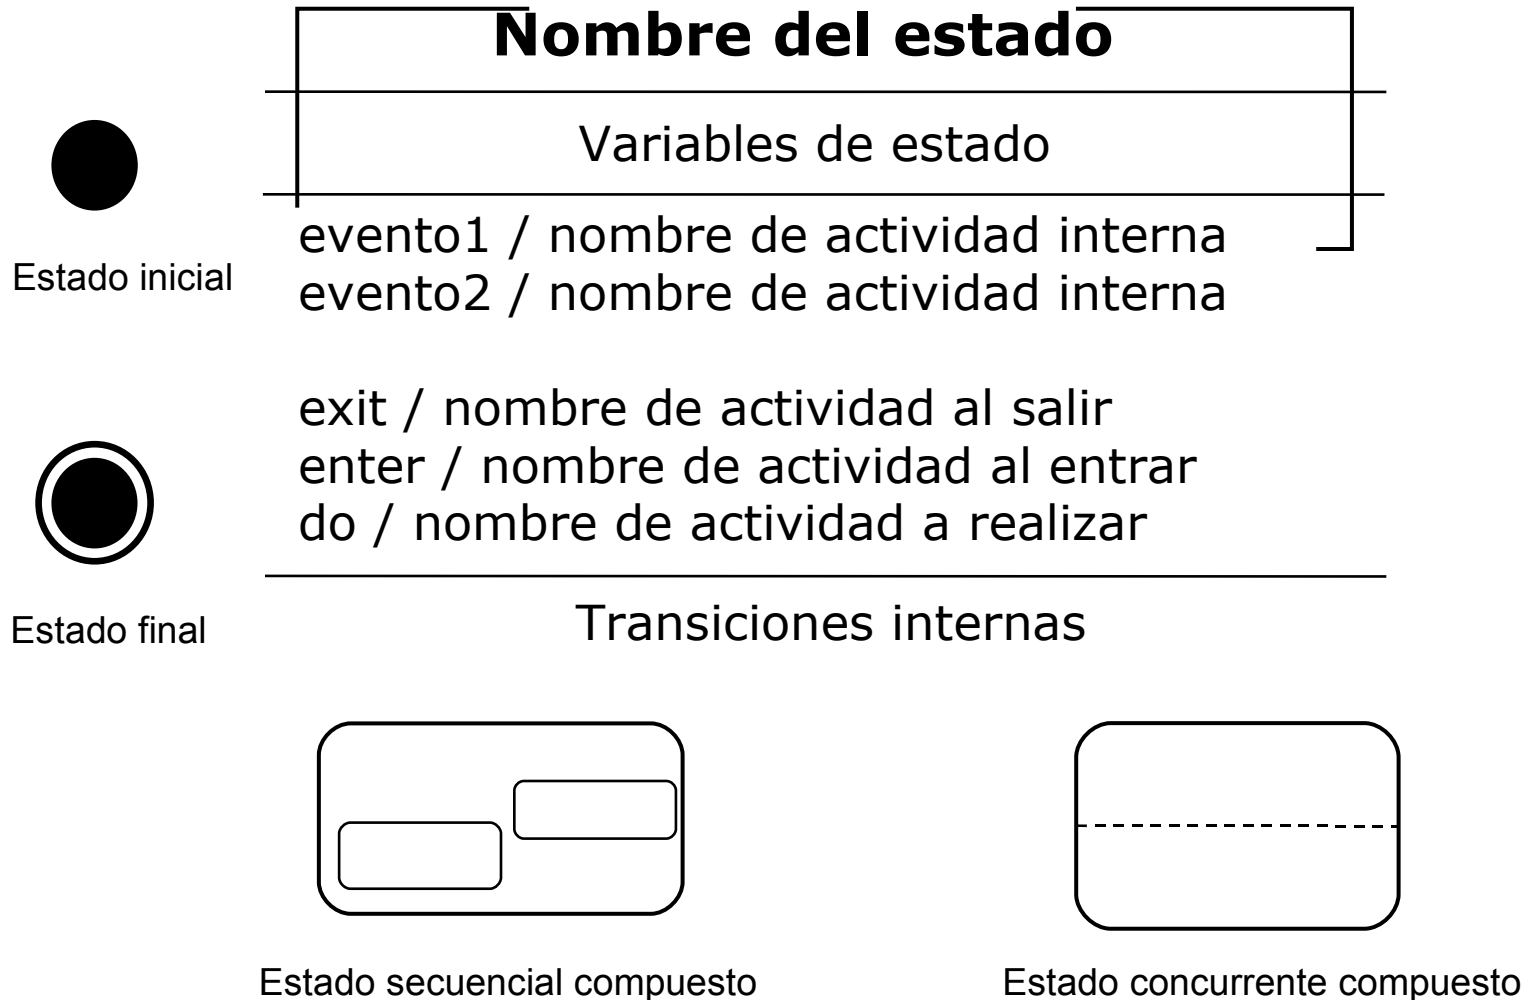 Nombre del estado
Variables de estado
evento1 / nombre de actividad interna
evento2 / nombre de actividad interna
exit / nombre de actividad al salir
enter / nombre de actividad al entrar
do / nombre de actividad a realizar
Transiciones internas
Estado inicial
Estado final
Estado secuencial compuesto
Estado concurrente compuesto